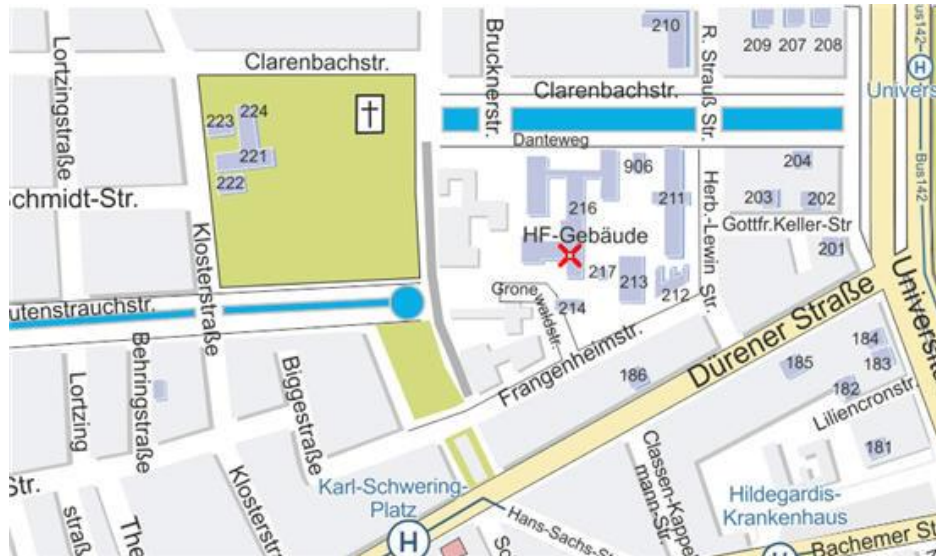 Lortzingstraße
Clarenbachstr.
223
224
221
222
chmidt-Str.
Klosterstraße
utenstrauchstr.
Brucknerstr.
210
R. Strauß Str.
209
207
208
Bus142
H
Univers
Bus142
Clarenbachstr.
Danteweg
906
211
216
HF-Gebäude
217
213
212
214
Grone
waldstr.
Herb.-Lewin Str.
204
203
202
Gottfr.Keller-Str
201
Universitä
Dürener Straße
Frangenheimstr.
186
185
184
183
182
Liliencronstr.
181
Lortzing
Behringstraße
Biggestraße
Str.
straß
The
Klosterstr
Karl-Schwering-
Platz
H
Hans-Sachs-St
Classen-Kappel
mann-Str.
Hildegardis-
Krankenhaus
H
Bachemer St